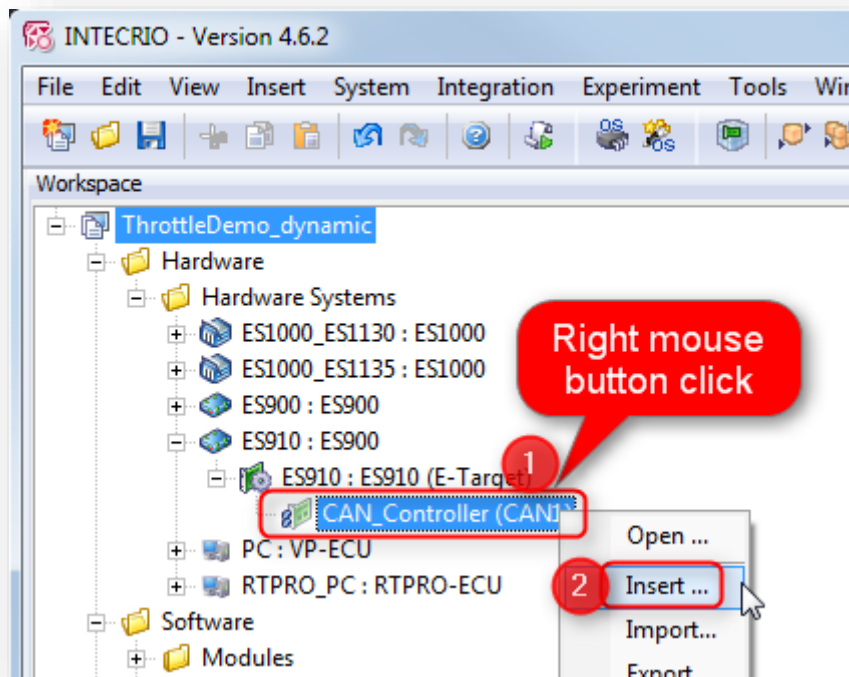 INTECRIO - Version 4.6.2
File Edit View Insert System Integration Experiment Tools
OS
OS
Workspace
ThrottleDemo_dynamic
Hardware
Hardware Systems
ES1000_ES1130 : ES1000
ES1000_ES1135 : ES1000
Right mouse
button click
ES900 : ES900
ES910 : ES900
1
ES910 : ES910 (E-Target)
CAN_Controller (CAN1)
Open ...
PC : VP-ECU
2
Insert ...
RTPRO_PC : RTPRO-ECU
Software
Import...
Modules
Export